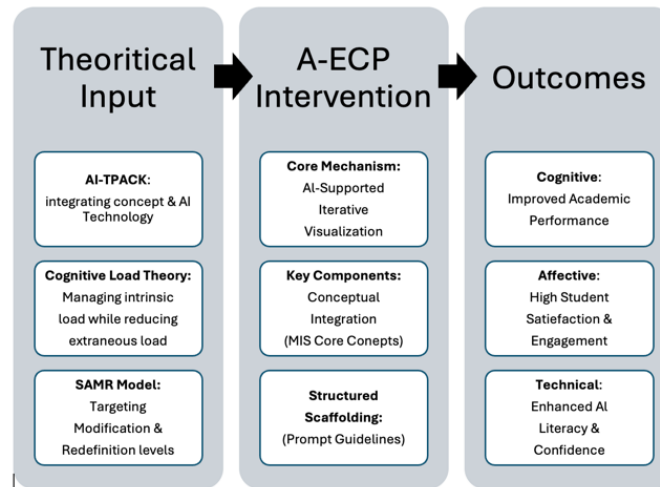 Theoritical
Input
AI-TPACK:
integrating concept & AI
Technology
Cognitive Load Theory:
Managing intrinsic
load while reducing
extraneous load
SAMR Model:
Targeting
Modification &
Redefinition levels
A-ECP
Intervention
Core Mechanism:
AI-Supported
Iterative
Visualization
Key Components:
Conceptual
Integration
(MIS Core Conepts)
Structured
Scaffolding:
(Prompt Guidelines)
Outcomes
Cognitive:
Improved Academic
Performance
Affective:
High Student
Satiefaction &
Engagement
Technical:
Enhanced AI
Literacy &
Confidence